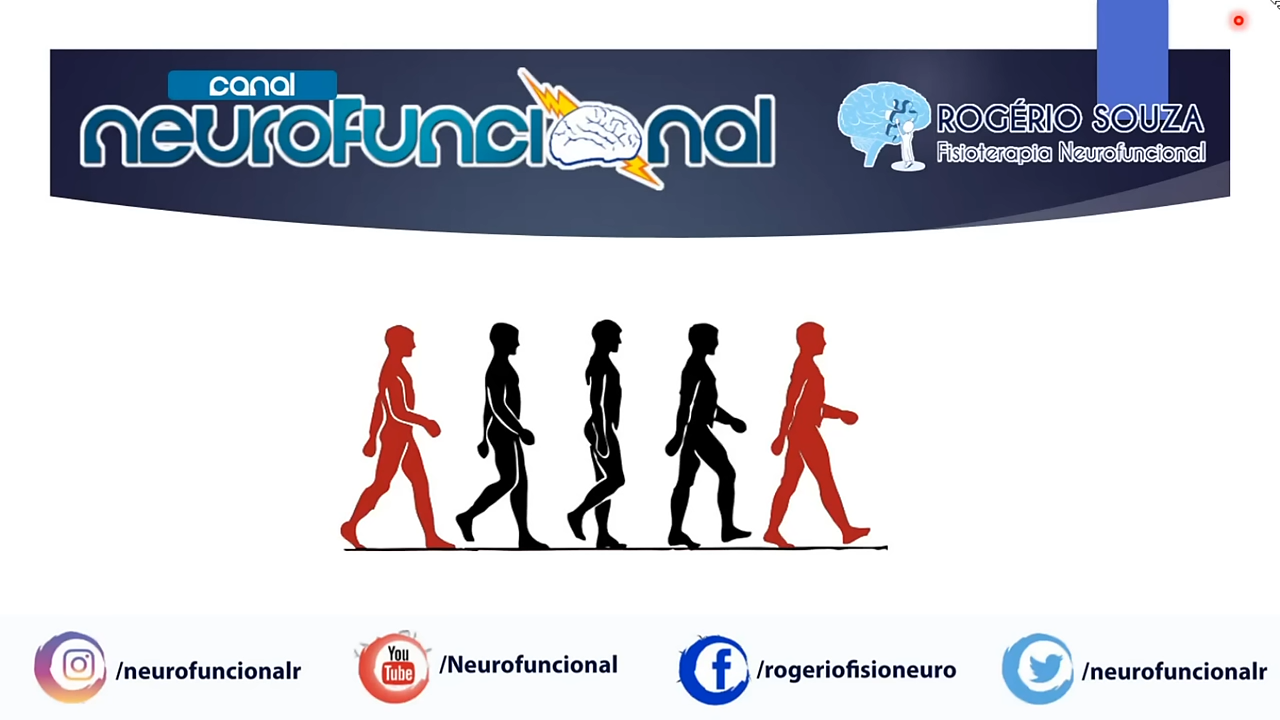 canal
neurofuncional
ROGÉRIO SOUZA
Fisioterapia Neurofuncional
/neurofuncionalr
You
Tube
/Neurofuncional
/rogeriofisioneuro
/neurofuncionalr